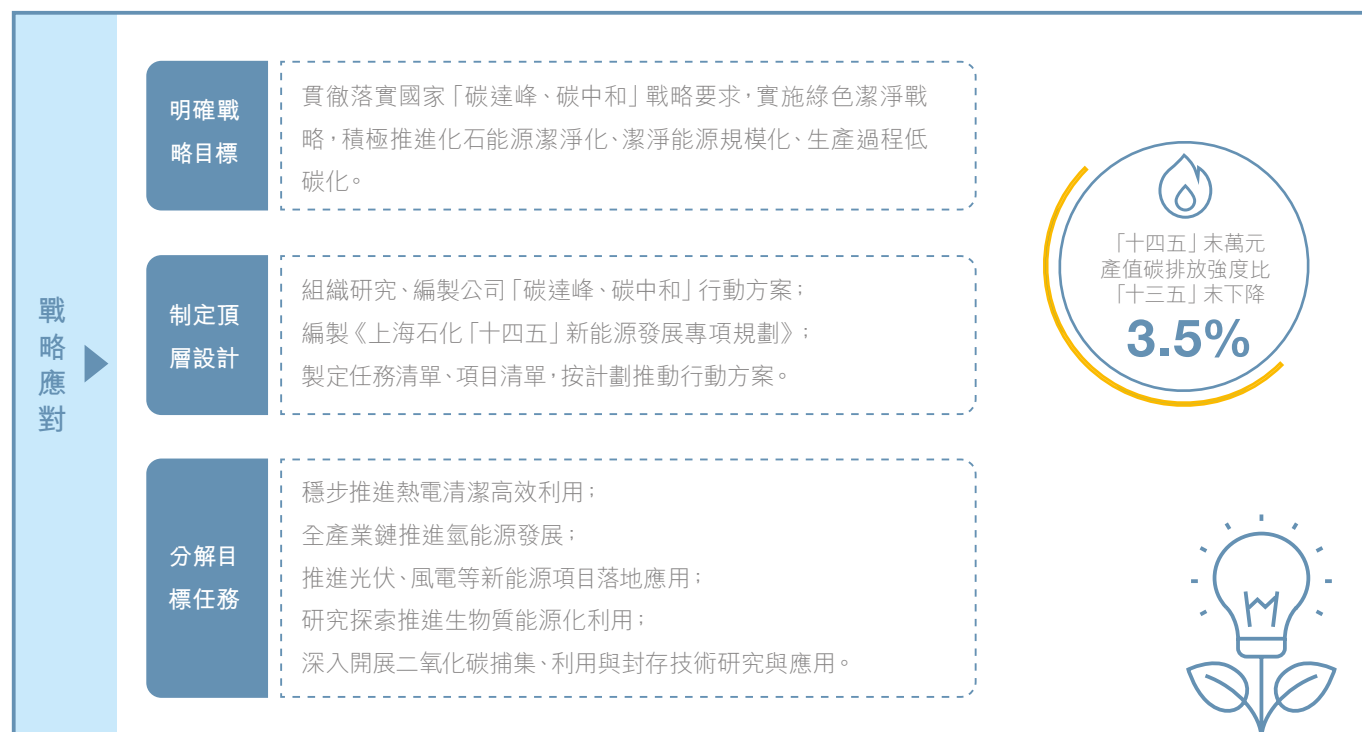 戰略應對
明確戰
略目標
貫徹落實國家「碳達峰、碳中和」戰略要求，實施綠色潔淨戰
略，積極推進化石能源潔淨化、潔淨能源規模化、生產過程低
碳化。
制定頂
層設計
組織研究、編製公司「碳達峰、碳中和」行動方案；
編製《上海石化「十四五」新能源發展專項規劃》；
製定任務清單、項目清單，按計劃推動行動方案。
分解目
標任務
穩步推進熱電清潔高效利用；
全產業鏈推進氫能源發展；
推進光伏、風電等新能源項目落地應用；
研究探索推進生物質能源化利用；
深入開展二氧化碳捕集、利用與封存技術研究與應用。
「十四五」末萬元
產值碳排放強度比
「十三五」末下降
3.5%